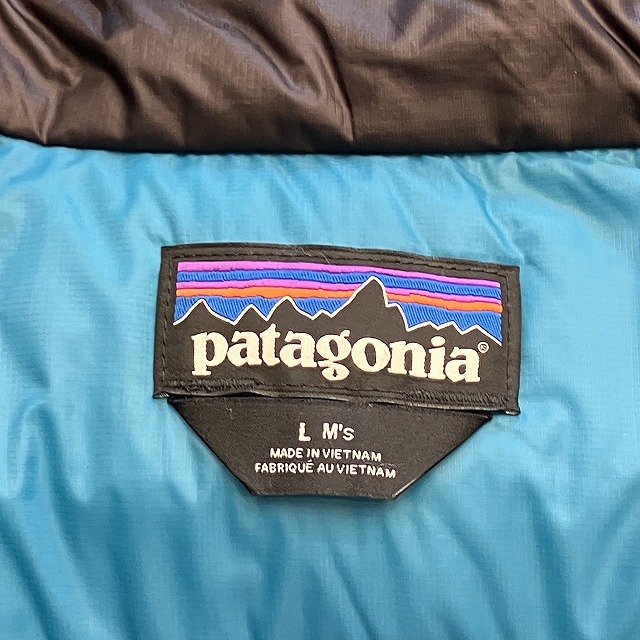 patagonia®
L M's
MADE IN VIETNAM
FABRIQUÉ AU VIETNAM